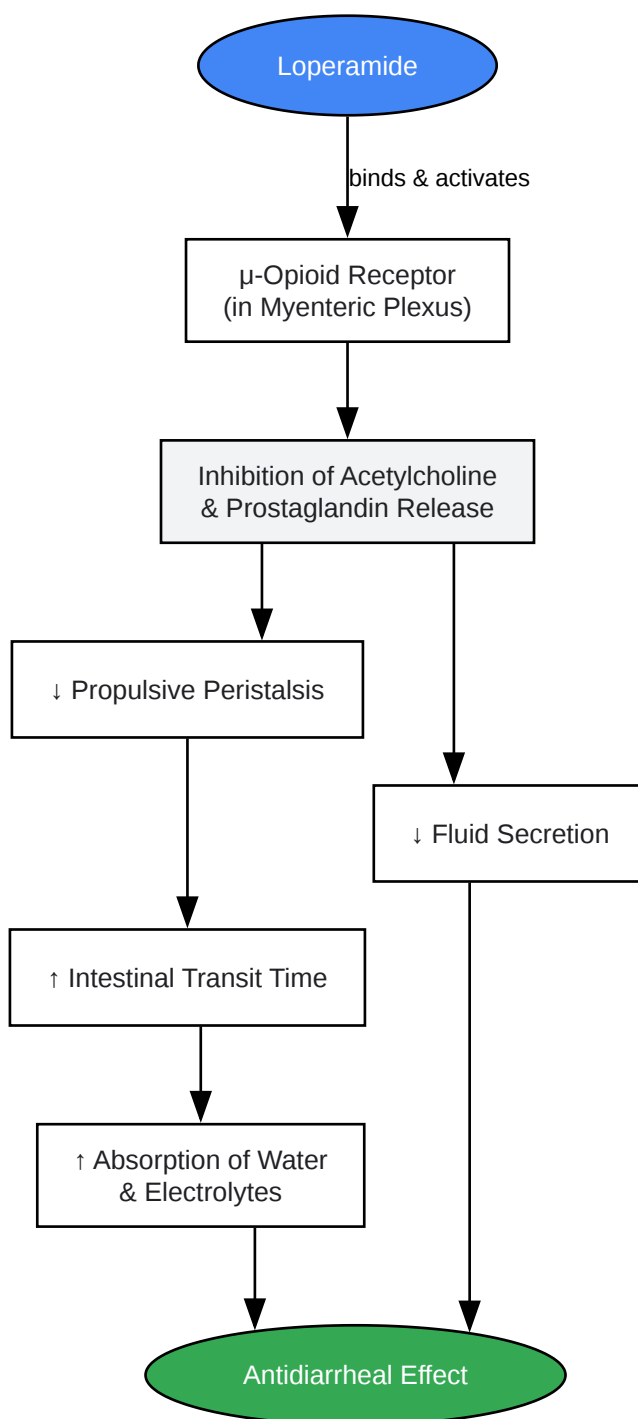 Loperamide
binds & activates
μ-Opioid Receptor
(in Myenteric Plexus)
Inhibition of Acetylcholine
& Prostaglandin Release
↓ Propulsive Peristalsis
↓ Fluid Secretion
↑ Intestinal Transit Time
↑ Absorption of Water
& Electrolytes
Antidiarrheal Effect